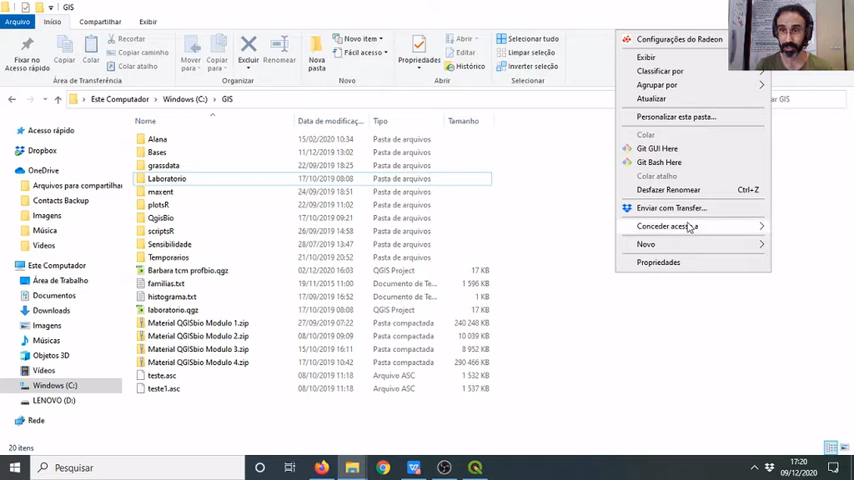 GIS
Arquivo Início Compartilhar Exibir
Fixar no Acesso rápido
Copiar
Colar
Recortar
Copiar caminho
Colar atalho
Área de Transferência
Mover para
Copiar para
Excluir
Renomear
Organizar
Nova pasta
Novo item
Fácil acesso
Novo
Propriedades
Abrir
Editar
Histórico
Abrir
Selecionar tudo
Limpar seleção
Inverter seleção
Selecionar
Este Computador > Windows (C:) > GIS
Acesso rápido
Dropbox
OneDrive
Arquivos para compartilha
Contacts Backup
Imagens
Música
Videos
Este Computador
Área de Trabalho
Documentos
Downloads
Imagens
Músicas
Objetos 3D
Vídeos
Windows (C:)
LENOVO (D:)
Rede
Nome Data de modificaç... Tipo Tamanho
Alana 15/02/2020 10:34 Pasta de arquivos
Bases 11/12/2019 13:02 Pasta de arquivos
grassdata 22/09/2019 18:25 Pasta de arquivos
Laboratorio 17/10/2019 08:08 Pasta de arquivos
maxent 24/09/2019 18:51 Pasta de arquivos
plotsR 22/09/2019 11:02 Pasta de arquivos
QgisBio 17/10/2019 09:21 Pasta de arquivos
scriptsR 22/09/2019 11:03 Pasta de arquivos
Sensibilidade 28/07/2019 13:47 Pasta de arquivos
Temporarios 21/10/2019 20:52 Pasta de arquivos
Barbara tcm profbio.qgz 02/12/2020 16:03 QGIS Project 17 KB
familias.txt 19/11/2015 11:00 Documento de Te... 1 596 KB
histograma.txt 17/09/2019 16:52 Documento de Te... 1 KB
laboratorio.qgz 17/10/2019 08:08 QGIS Project 17 KB
Material QGISbio Modulo 1.zip 27/09/2019 07:22 Pasta compactada 240 248 KB
Material QGISbio Modulo 2.zip 08/10/2019 09:09 Pasta compactada 10 039 KB
Material QGISbio Modulo 3.zip 15/10/2019 16:11 Pasta compactada 8 952 KB
Material QGISbio Modulo 4.zip 17/10/2019 10:42 Pasta compactada 290 466 KB
teste.asc 08/10/2019 11:18 Arquivo ASC 1 532 KB
teste1.asc 08/10/2019 11:18 Arquivo ASC 1 537 KB
Configurações do Radeon
Exibir
Classificar por
Agrupar por
Atualizar
Personalizar esta pasta...
Colar
Git GUI Here
Git Bash Here
Colar atalho
Desfazer Renomear Ctrl+Z
Enviar com Transfer...
Conceder acesso a
Novo
Propriedades
ar GIS
20 itens
Pesquisar
17:20
09/12/2020